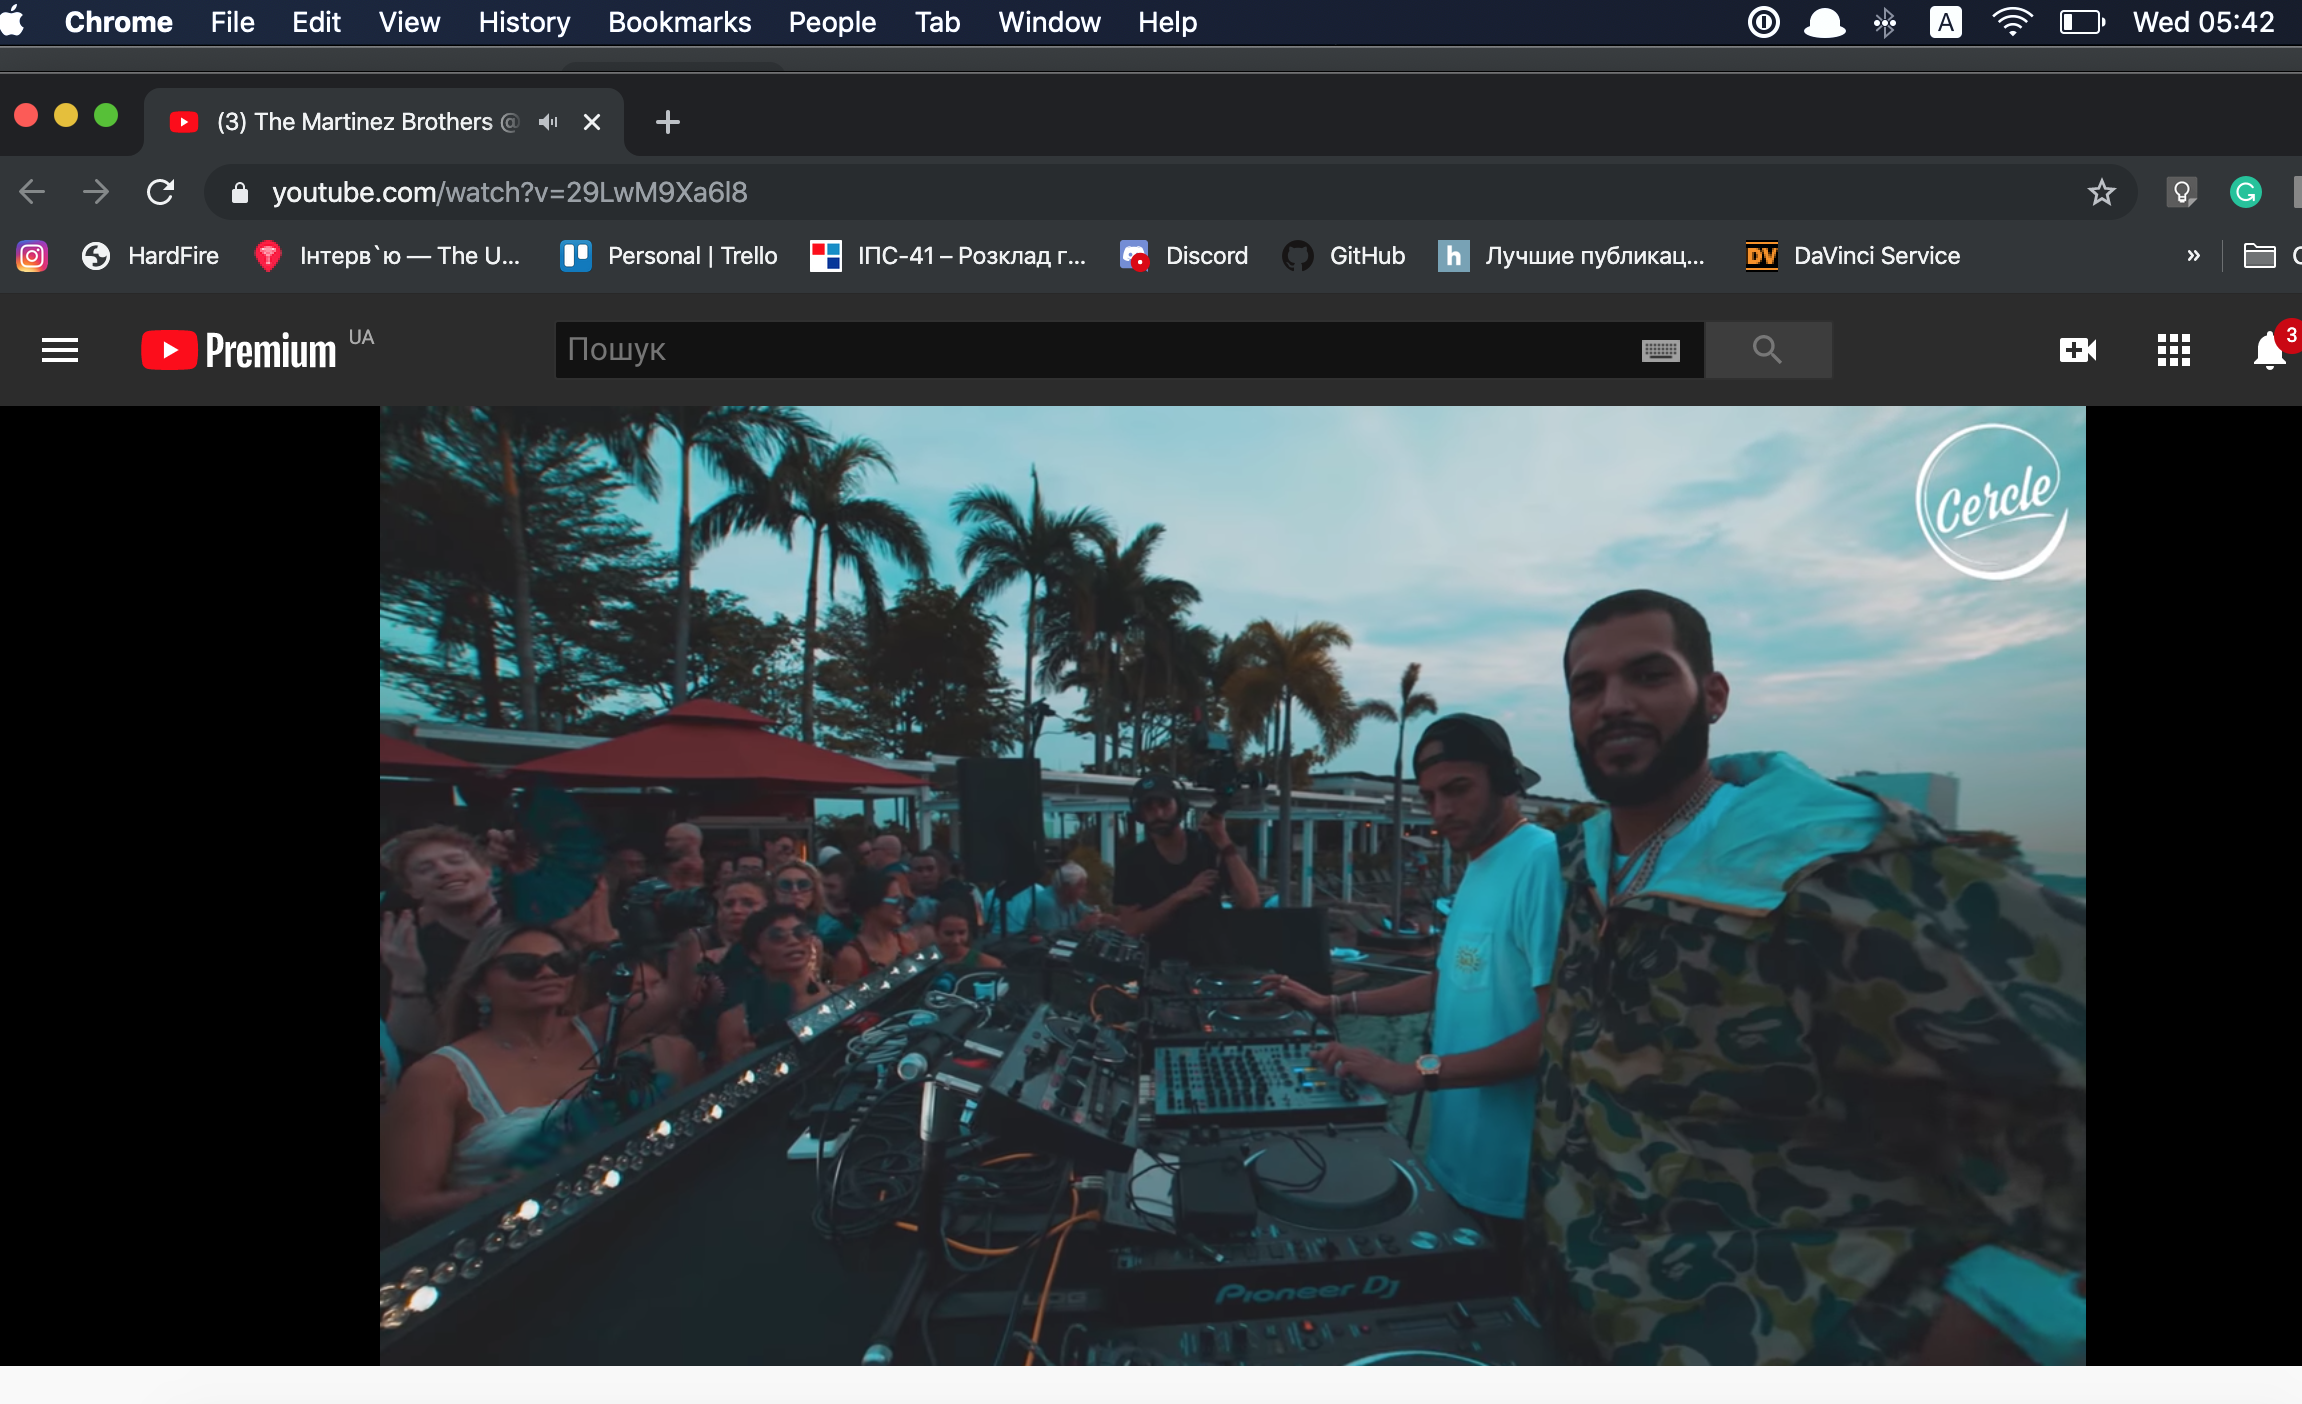 Chrome File Edit View History Bookmarks People Tab Window Help A Wed 05:42
(3) The Martinez Brothers @
youtube.com/watch?v=29LwM9Xa6l8
HardFire Інтерв`ю — The U... Personal | Trello ІПС-41 – Розклад г... Discord GitHub h Лучшие публикац... DV DaVinci Service »
Premium UA Пошук 3
Cercle
Pioneer DJ